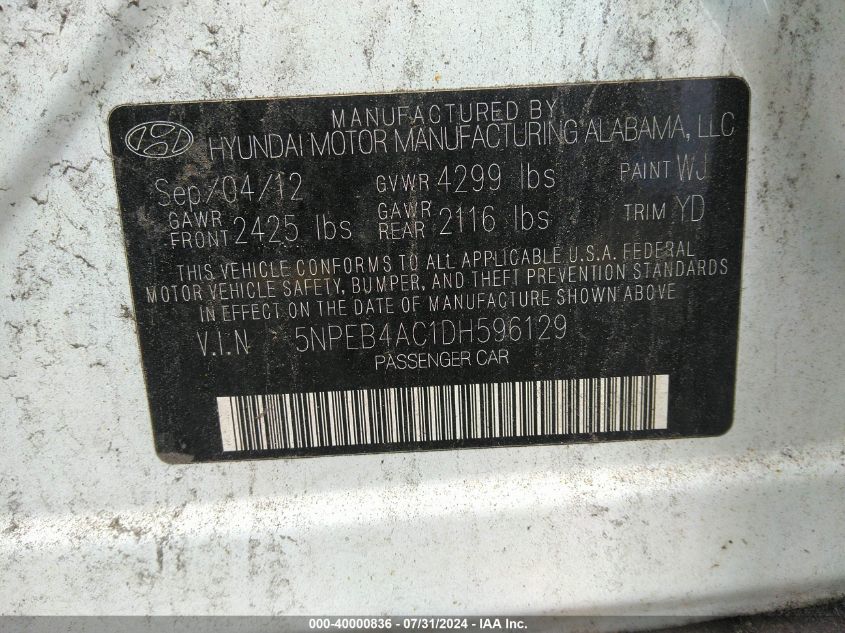 MANUFACTURED BY
HYUNDAI MOTOR MANUFACTURING ALABAMA, LLC
Sep/04/12 GVWR 4299 lbs PAINT WJ
GAWR FRONT 2425 lbs GAWR REAR 2116 lbs TRIM YD
THIS VEHICLE CONFORMS TO ALL APPLICABLE U.S.A. FEDERAL
MOTOR VEHICLE SAFETY, BUMPER, AND THEFT PREVENTION STANDARDS
IN EFFECT ON THE DATE OF MANUFACTURE SHOWN ABOVE.
V.I.N 5NPEB4AC1DH596129
PASSENGER CAR
000-40000836 - 07/31/2024 - IAA Inc.